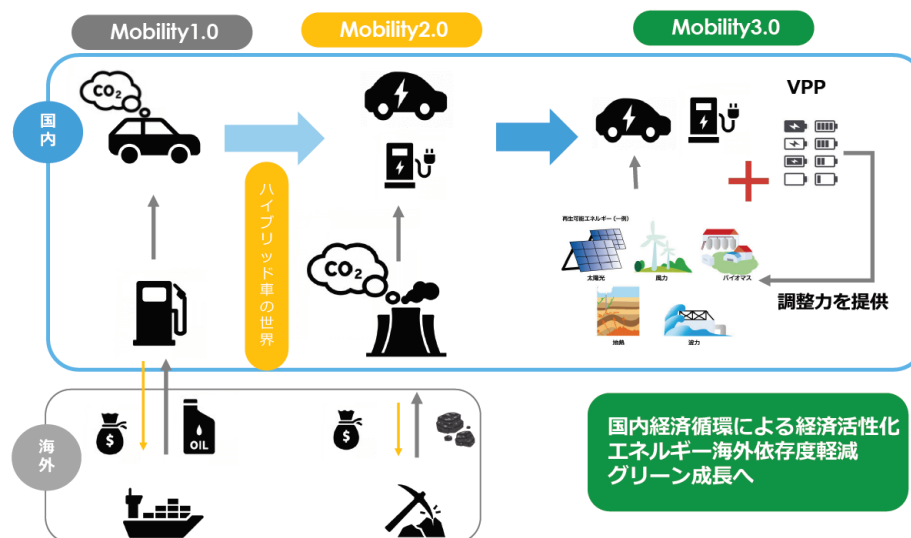 Mobility1.0
Mobility2.0
Mobility3.0
国内
CO₂
ハイブリッド車の世界
CO₂
VPP
再生可能エネルギー（一例）
太陽光
風力
バイオマス
地熱
波力
調整力を提供
海外
$
OIL
$
国内経済循環による経済活性化
エネルギー海外依存度軽減
グリーン成長へ